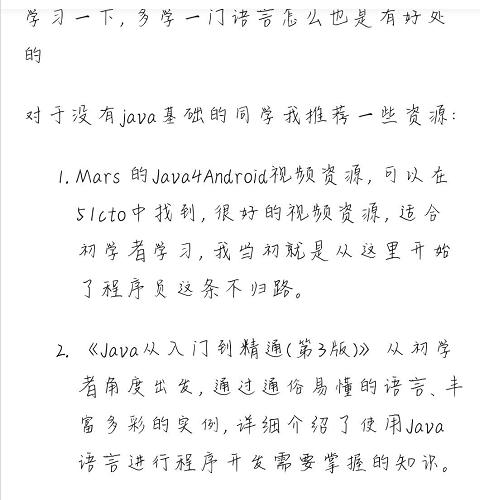 学习一下, 多学一门语言怎么也是有好处
的
对于没有java基础的同学我推荐一些资源:
1. Mars 的Java4Android视频资源, 可以在
51cto中找到, 很好的视频资源, 适合
初学者学习, 我当初就是从这里开始
了程序员这条不归路。
2. 《Java从入门到精通(第3版)》从初学
者角度出发, 通过通俗易懂的语言、丰
富多彩的实例, 详细介绍了使用Java
语言进行程序开发需要掌握的知识。